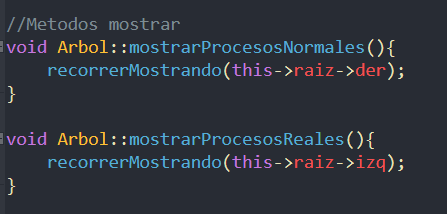 //Metodos mostrar
void Arbol::mostrarProcesosNormales(){
    recorrerMostrando(this->raiz->der);
}
void Arbol::mostrarProcesosReales(){
    recorrerMostrando(this->raiz->izq);
}